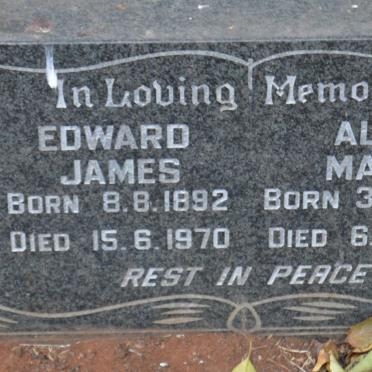 In Loving Memo
EDWARD AL
JAMES MA
BORN 8.8.1892 BORN 3
DIED 15.6.1970 DIED 6.
REST IN PEACE